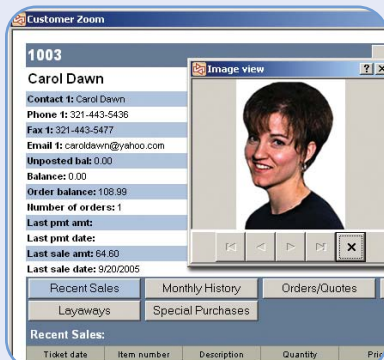 Customer Zoom
1003
Carol Dawn
Contact 1: Carol Dawn
Phone 1: 321-443-5436
Fax 1: 321-443-5477
Email 1: caroldawn@yahoo.com
Unposted bal: 0.00
Balance: 0.00
Order balance: 108.99
Number of orders: 1
Last pmt amt:
Last pmt date:
Last sale amt: 64.60
Last sale date: 9/20/2005
Image view
Recent Sales Monthly History Orders/Quotes
Layaways Special Purchases
Recent Sales:
Ticket date Item number Description Quantity Pric